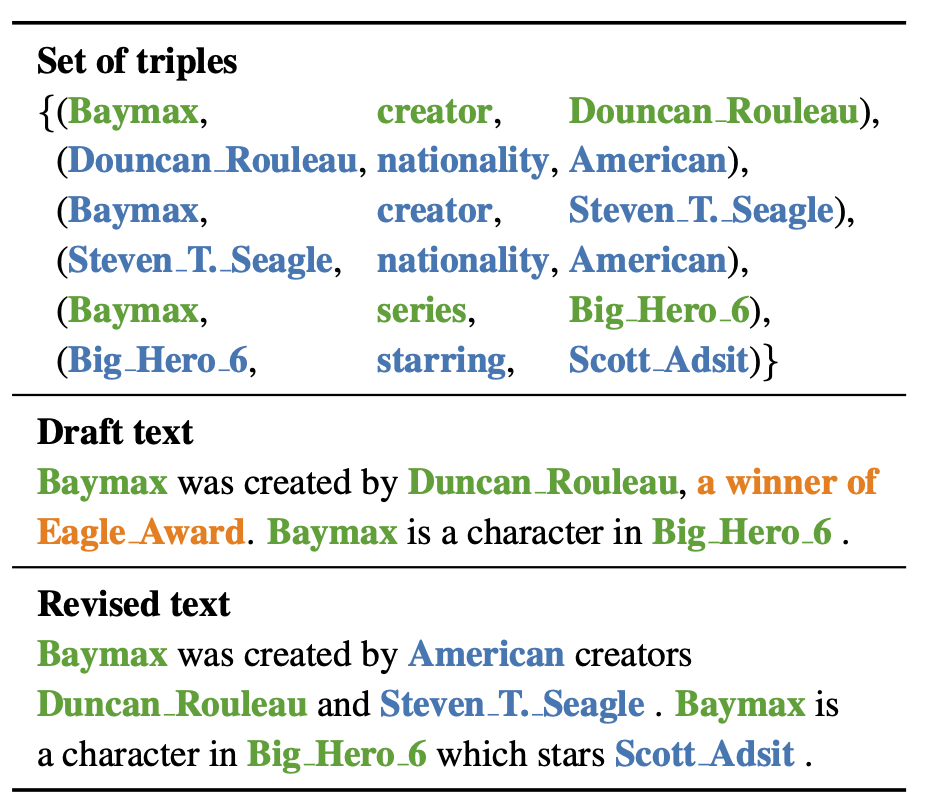 Set of triples
{(Baymax, creator, Douncan_Rouleau),
(Douncan_Rouleau, nationality, American),
(Baymax, creator, Steven_T._Seagle),
(Steven_T._Seagle, nationality, American),
(Baymax, series, Big_Hero_6),
(Big_Hero_6, starring, Scott_Adsit)}
Draft text
Baymax was created by Duncan_Rouleau, a winner of
Eagle_Award. Baymax is a character in Big_Hero_6 .
Revised text
Baymax was created by American creators
Duncan_Rouleau and Steven_T._Seagle . Baymax is
a character in Big_Hero_6 which stars Scott_Adsit .